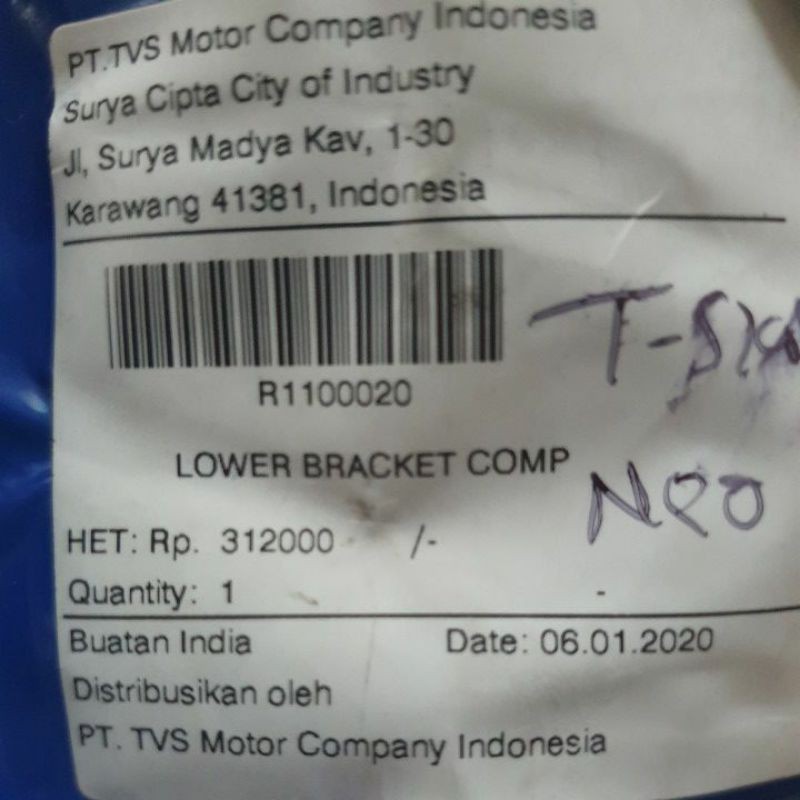 PT.TVS Motor Company Indonesia
Surya Cipta City of Industry
Jl, Surya Madya Kav, 1-30
Karawang 41381, Indonesia
R1100020
LOWER BRACKET COMP
Neo
HET: Rp. 312000 /-
Quantity: 1 -
Buatan India Date: 06.01.2020
Distribusikan oleh
PT. TVS Motor Company Indonesia